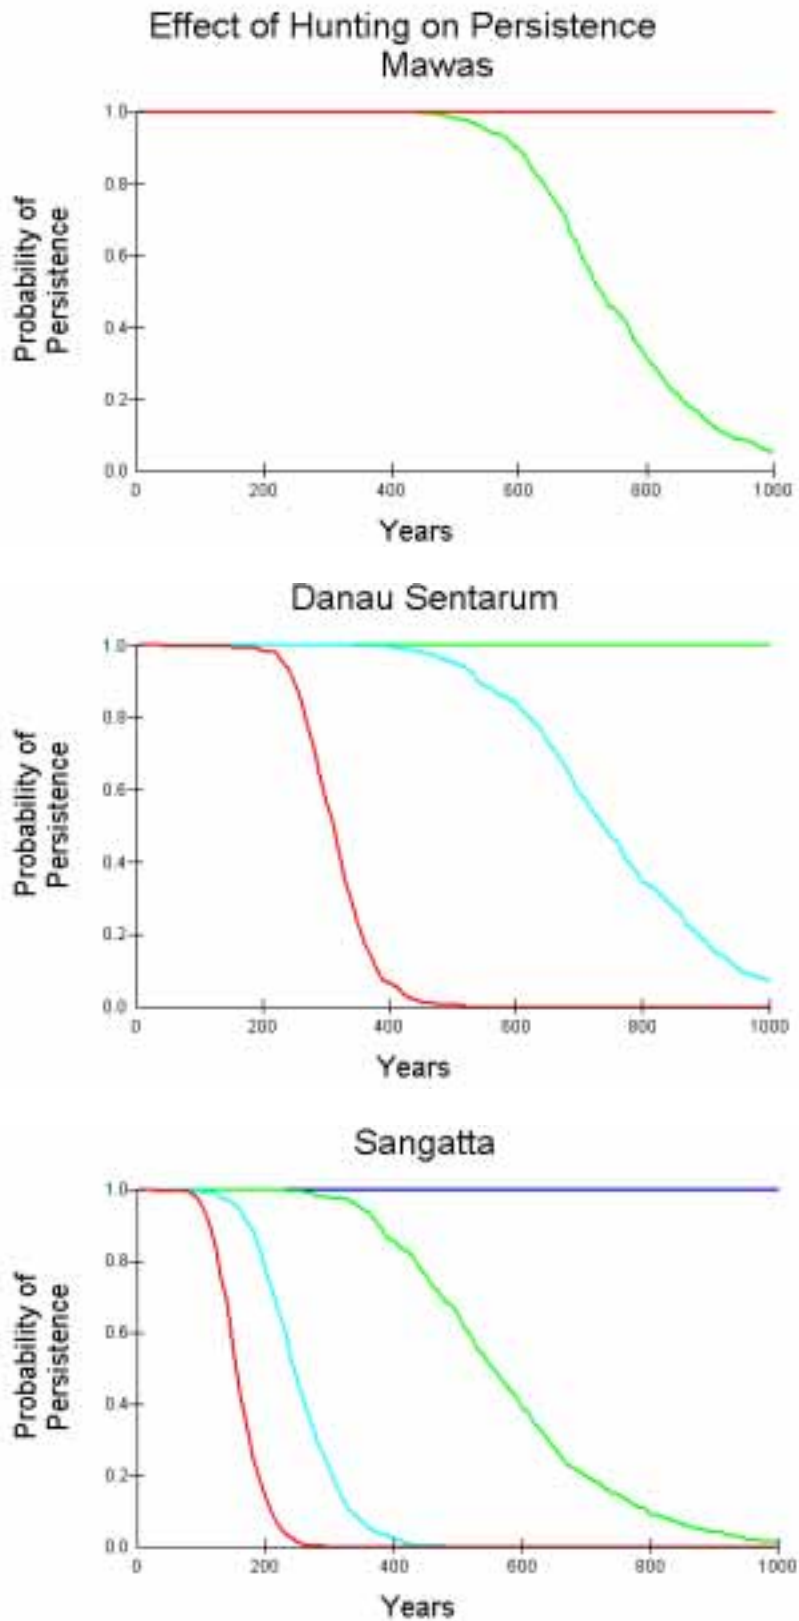 Effect of Hunting on Persistence
Mawas
Probability of
Persistence
1.0
0.8
0.6
0.4
0.2
0.0
0 200 400 600 800 1000
Years
Danau Sentarum
Probability of
Persistence
1.0
0.8
0.6
0.4
0.2
0.0
0 200 400 600 800 1000
Years
Sangatta
Probability of
Persistence
1.0
0.8
0.6
0.4
0.2
0.0
0 200 400 600 800 1000
Years